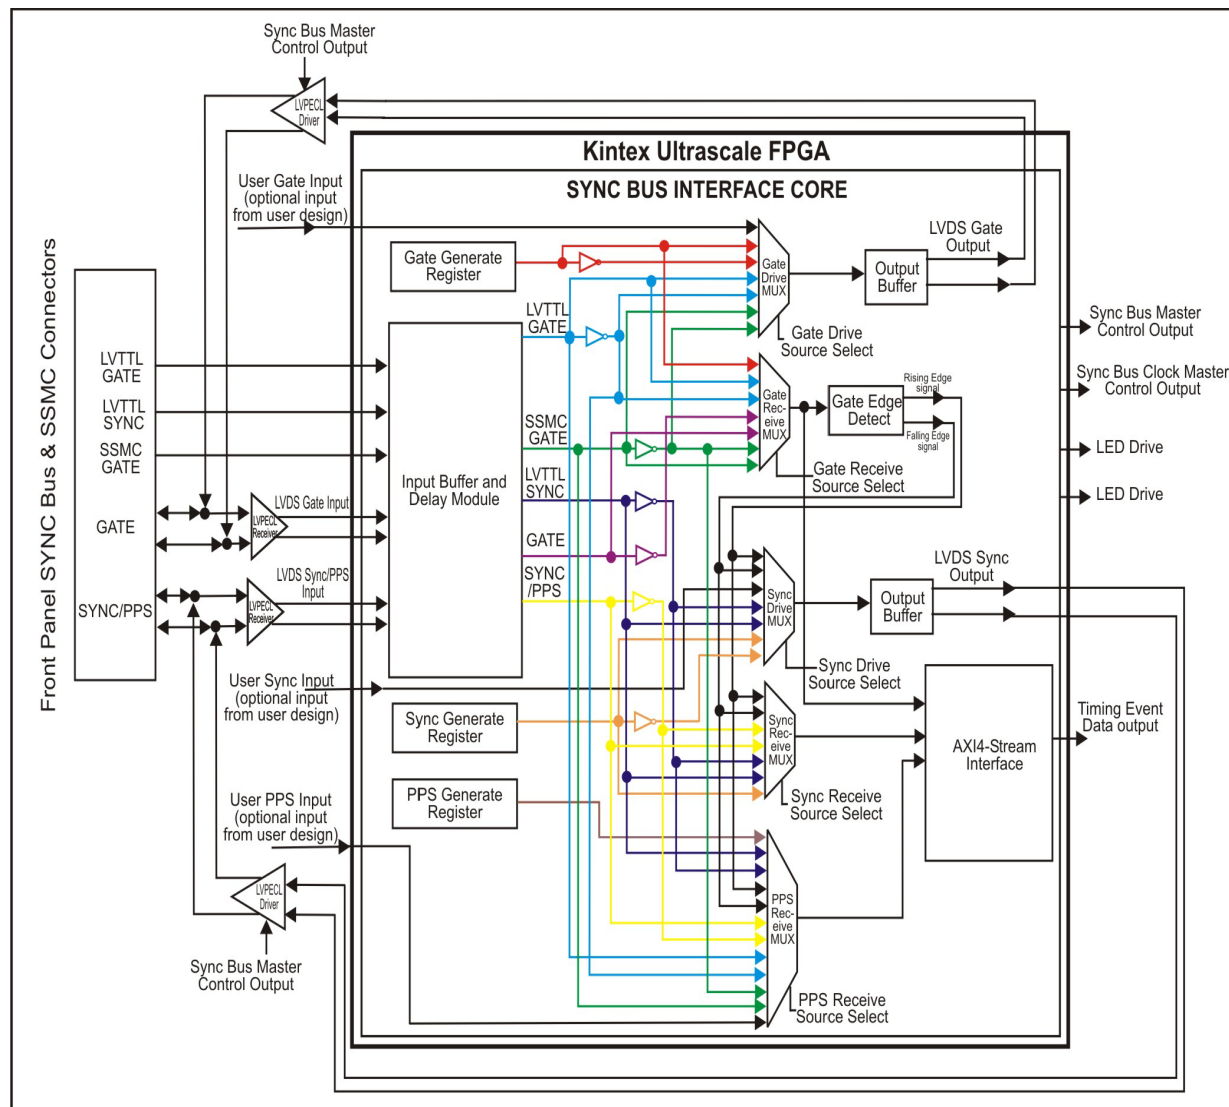 Sync Bus Master
Control Output
LVPECL
Driver
Kintex Ultrascale FPGA
SYNC BUS INTERFACE CORE
User Gate Input
(optional input
from user design)
LVDS Gate
Output
Gate Generate
Register
Gate
Drive
MUX
Output
Buffer
Front Panel SYNC Bus & SSMC Connectors
LVTTL
GATE
Gate Drive
Source Select
Sync Bus Master
Control Output
LVTTL
GATE
LVTTL
SYNC
SSMC
GATE
GATE
SYNC/PPS
Gate
Rec-
eive
MUX
Gate Edge
Detect
Rising Edge
signal
Falling Edge
signal
Sync Bus Clock Master
Control Output
SSMC
GATE
LED Drive
Gate Receive
Source Select
LED Drive
Input Buffer and
Delay Module
LVTTL
SYNC
LVDS Gate Input
LVPECL
Receiver
GATE
LVDS Sync
Output
LVDS Sync/PPS
Input
LVPECL
Receiver
SYNC
/PPS
Sync
Drive
MUX
Output
Buffer
User Sync Input
(optional input
from user design)
Sync Drive
Source Select
Sync Generate
Register
Sync
Rec-
eive
MUX
AXI4-Stream
Interface
Timing Event
Data output
PPS Generate
Register
Sync Receive
Source Select
User PPS Input
(optional input
from user design)
LVPECL
Driver
PPS
Rec-
eive
MUX
Sync Bus Master
Control Output
PPS Receive
Source Select